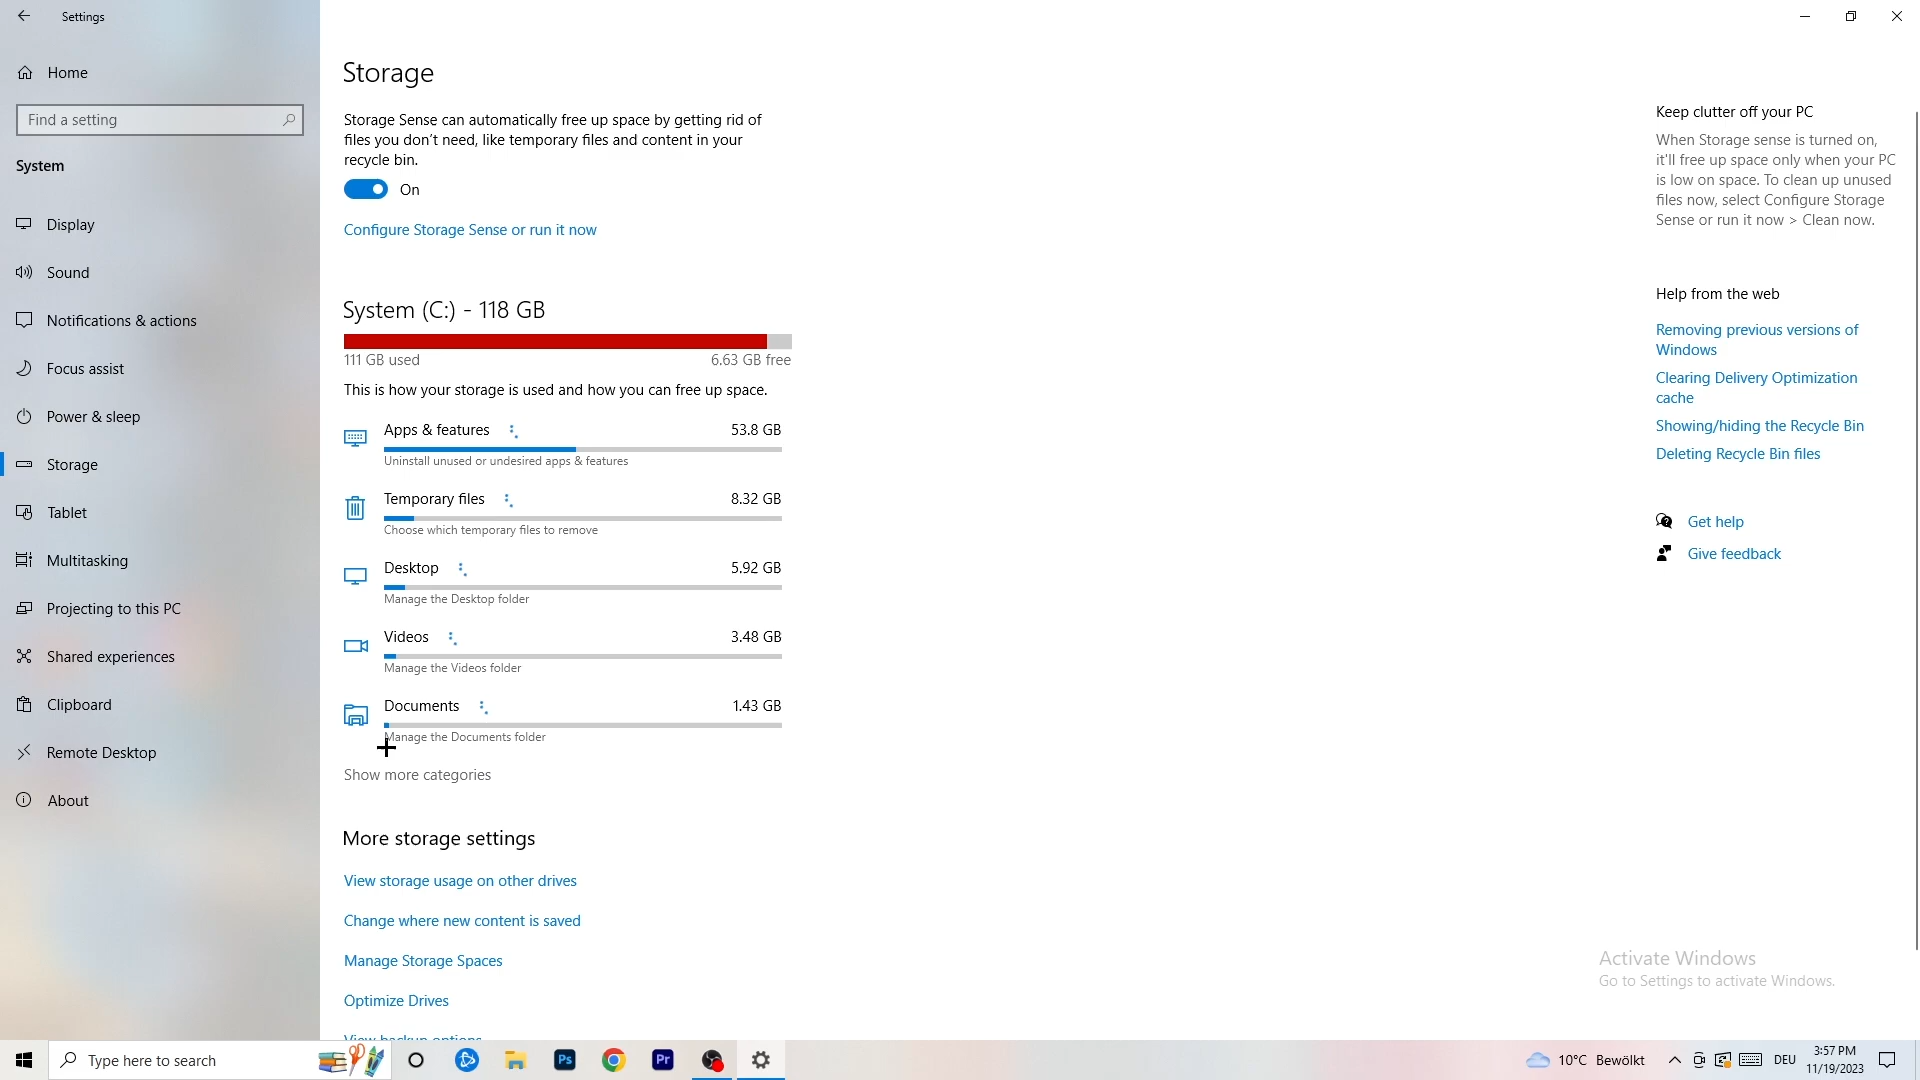 Settings
Home
Find a setting
System
Display
Sound
Notifications & actions
Focus assist
Power & sleep
Storage
Tablet
Multitasking
Projecting to this PC
Shared experiences
Clipboard
Remote Desktop
About
Storage
Storage Sense can automatically free up space by getting rid of
files you don't need, like temporary files and content in your
recycle bin.
On
Configure Storage Sense or run it now
System (C:) - 118 GB
111 GB used 6.63 GB free
This is how your storage is used and how you can free up space.
Apps & features 53.8 GB
Uninstall unused or undesired apps & features
Temporary files 8.32 GB
Choose which temporary files to remove
Desktop 5.92 GB
Manage the Desktop folder
Videos 3.48 GB
Manage the Videos folder
Documents 1.43 GB
Manage the Documents folder
Show more categories
More storage settings
View storage usage on other drives
Change where new content is saved
Manage Storage Spaces
Optimize Drives
View backup options
Keep clutter off your PC
When Storage sense is turned on,
it'll free up space only when your PC
is low on space. To clean up unused
files now, select Configure Storage
Sense or run it now > Clean now.
Help from the web
Removing previous versions of
Windows
Clearing Delivery Optimization
cache
Showing/hiding the Recycle Bin
Deleting Recycle Bin files
Get help
Give feedback
Activate Windows
Go to Settings to activate Windows.
Type here to search
Ps
Pr
10°C Bewölkt
DEU
3:57 PM
11/19/2023